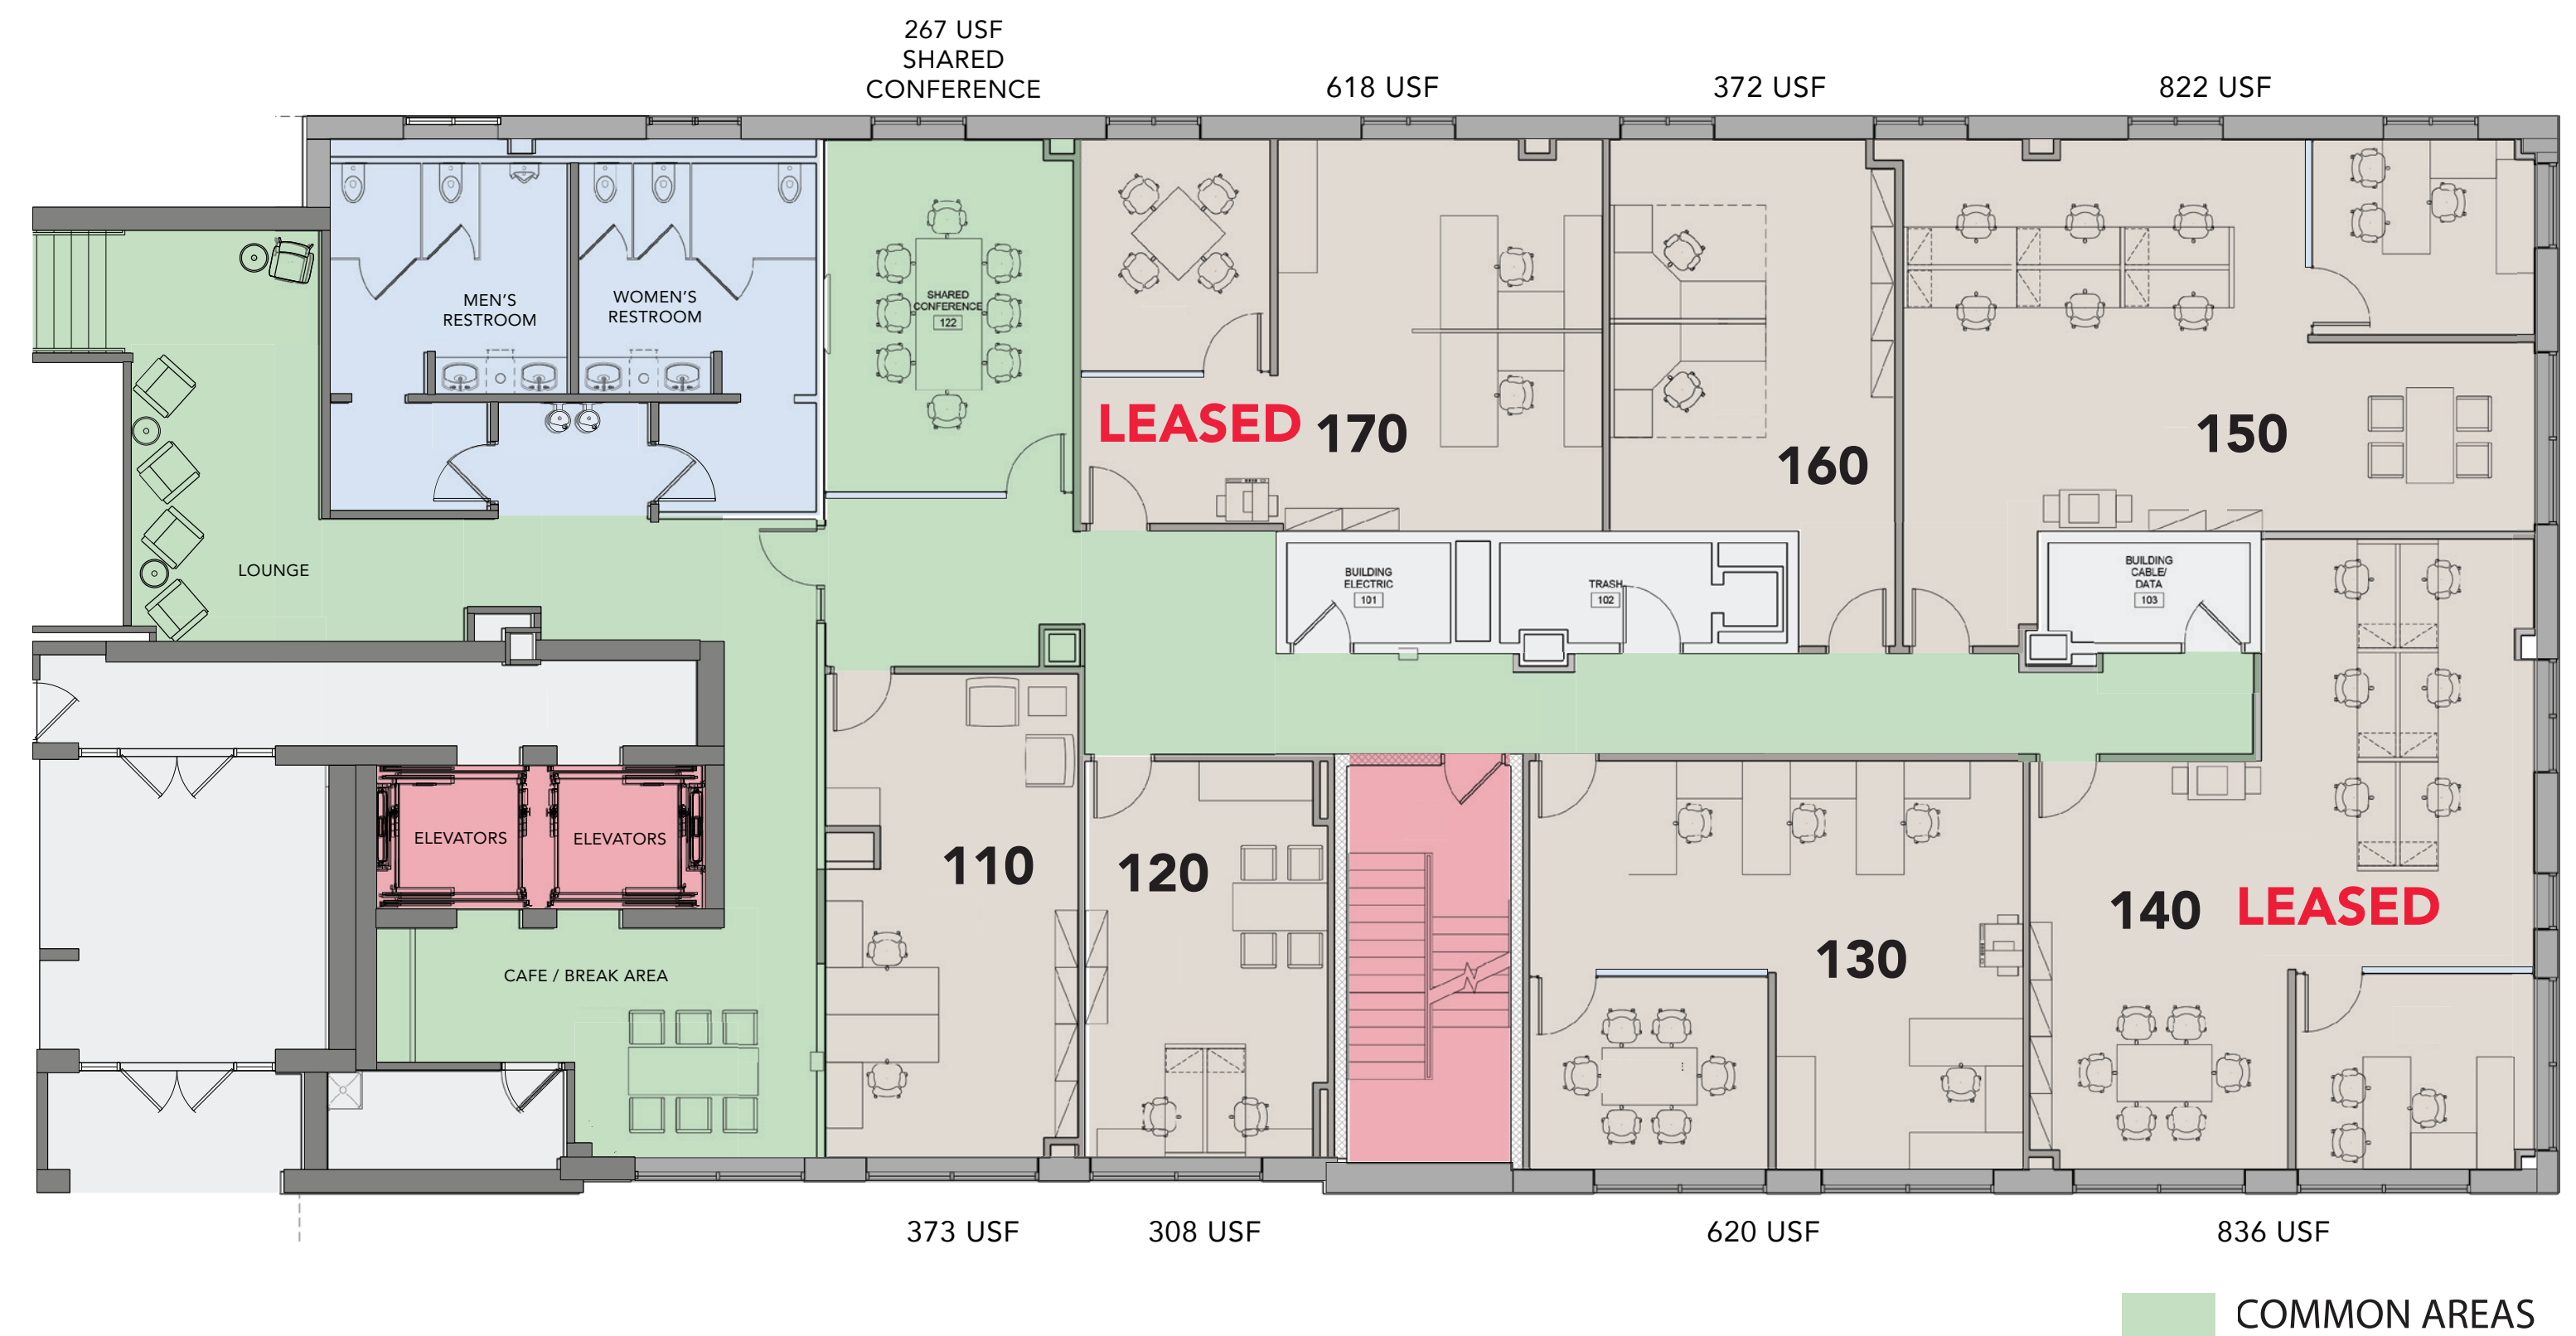 267 USF
SHARED
CONFERENCE
618 USF
372 USF
822 USF
MEN'S
RESTROOM
WOMEN'S
RESTROOM
SHARED
CONFERENCE
122
LEASED 170
160
150
LOUNGE
BUILDING
ELECTRIC
101
TRASH
102
BUILDING
CABLE/
DATA
103
ELEVATORS
ELEVATORS
110
120
130
140 LEASED
CAFE / BREAK AREA
373 USF
308 USF
620 USF
836 USF
COMMON AREAS